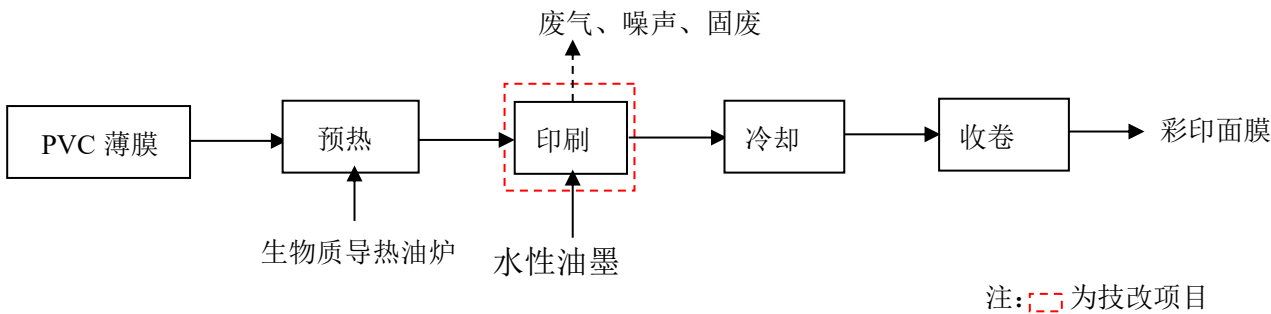 废气、噪声、固废
PVC 薄膜
预热
印刷
冷却
收卷
彩印面膜
生物质导热油炉
水性油墨
注:
为技改项目